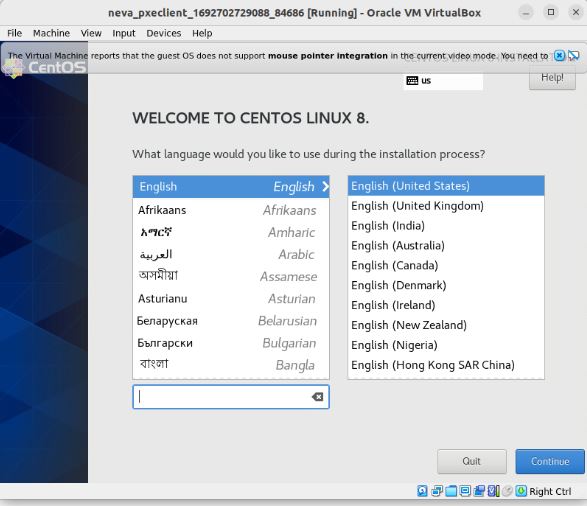 neva_pxeclient_1692702729088_84686 [Running] - Oracle VM VirtualBox
File Machine View Input Devices Help
The Virtual Machine reports that the guest OS does not support mouse pointer integration in the current video mode. You need to
CentOS
us
Help!
WELCOME TO CENTOS LINUX 8.
What language would you like to use during the installation process?
English English
Afrikaans Afrikaans
አማርኛ Amharic
العربية Arabic
অসমীয়া Assamese
Asturianu Asturian
Беларуская Belarusian
Български Bulgarian
বাংলা Bangla
English (United States)
English (United Kingdom)
English (India)
English (Australia)
English (Canada)
English (Denmark)
English (Ireland)
English (New Zealand)
English (Nigeria)
English (Hong Kong SAR China)
Quit Continue
Right Ctrl